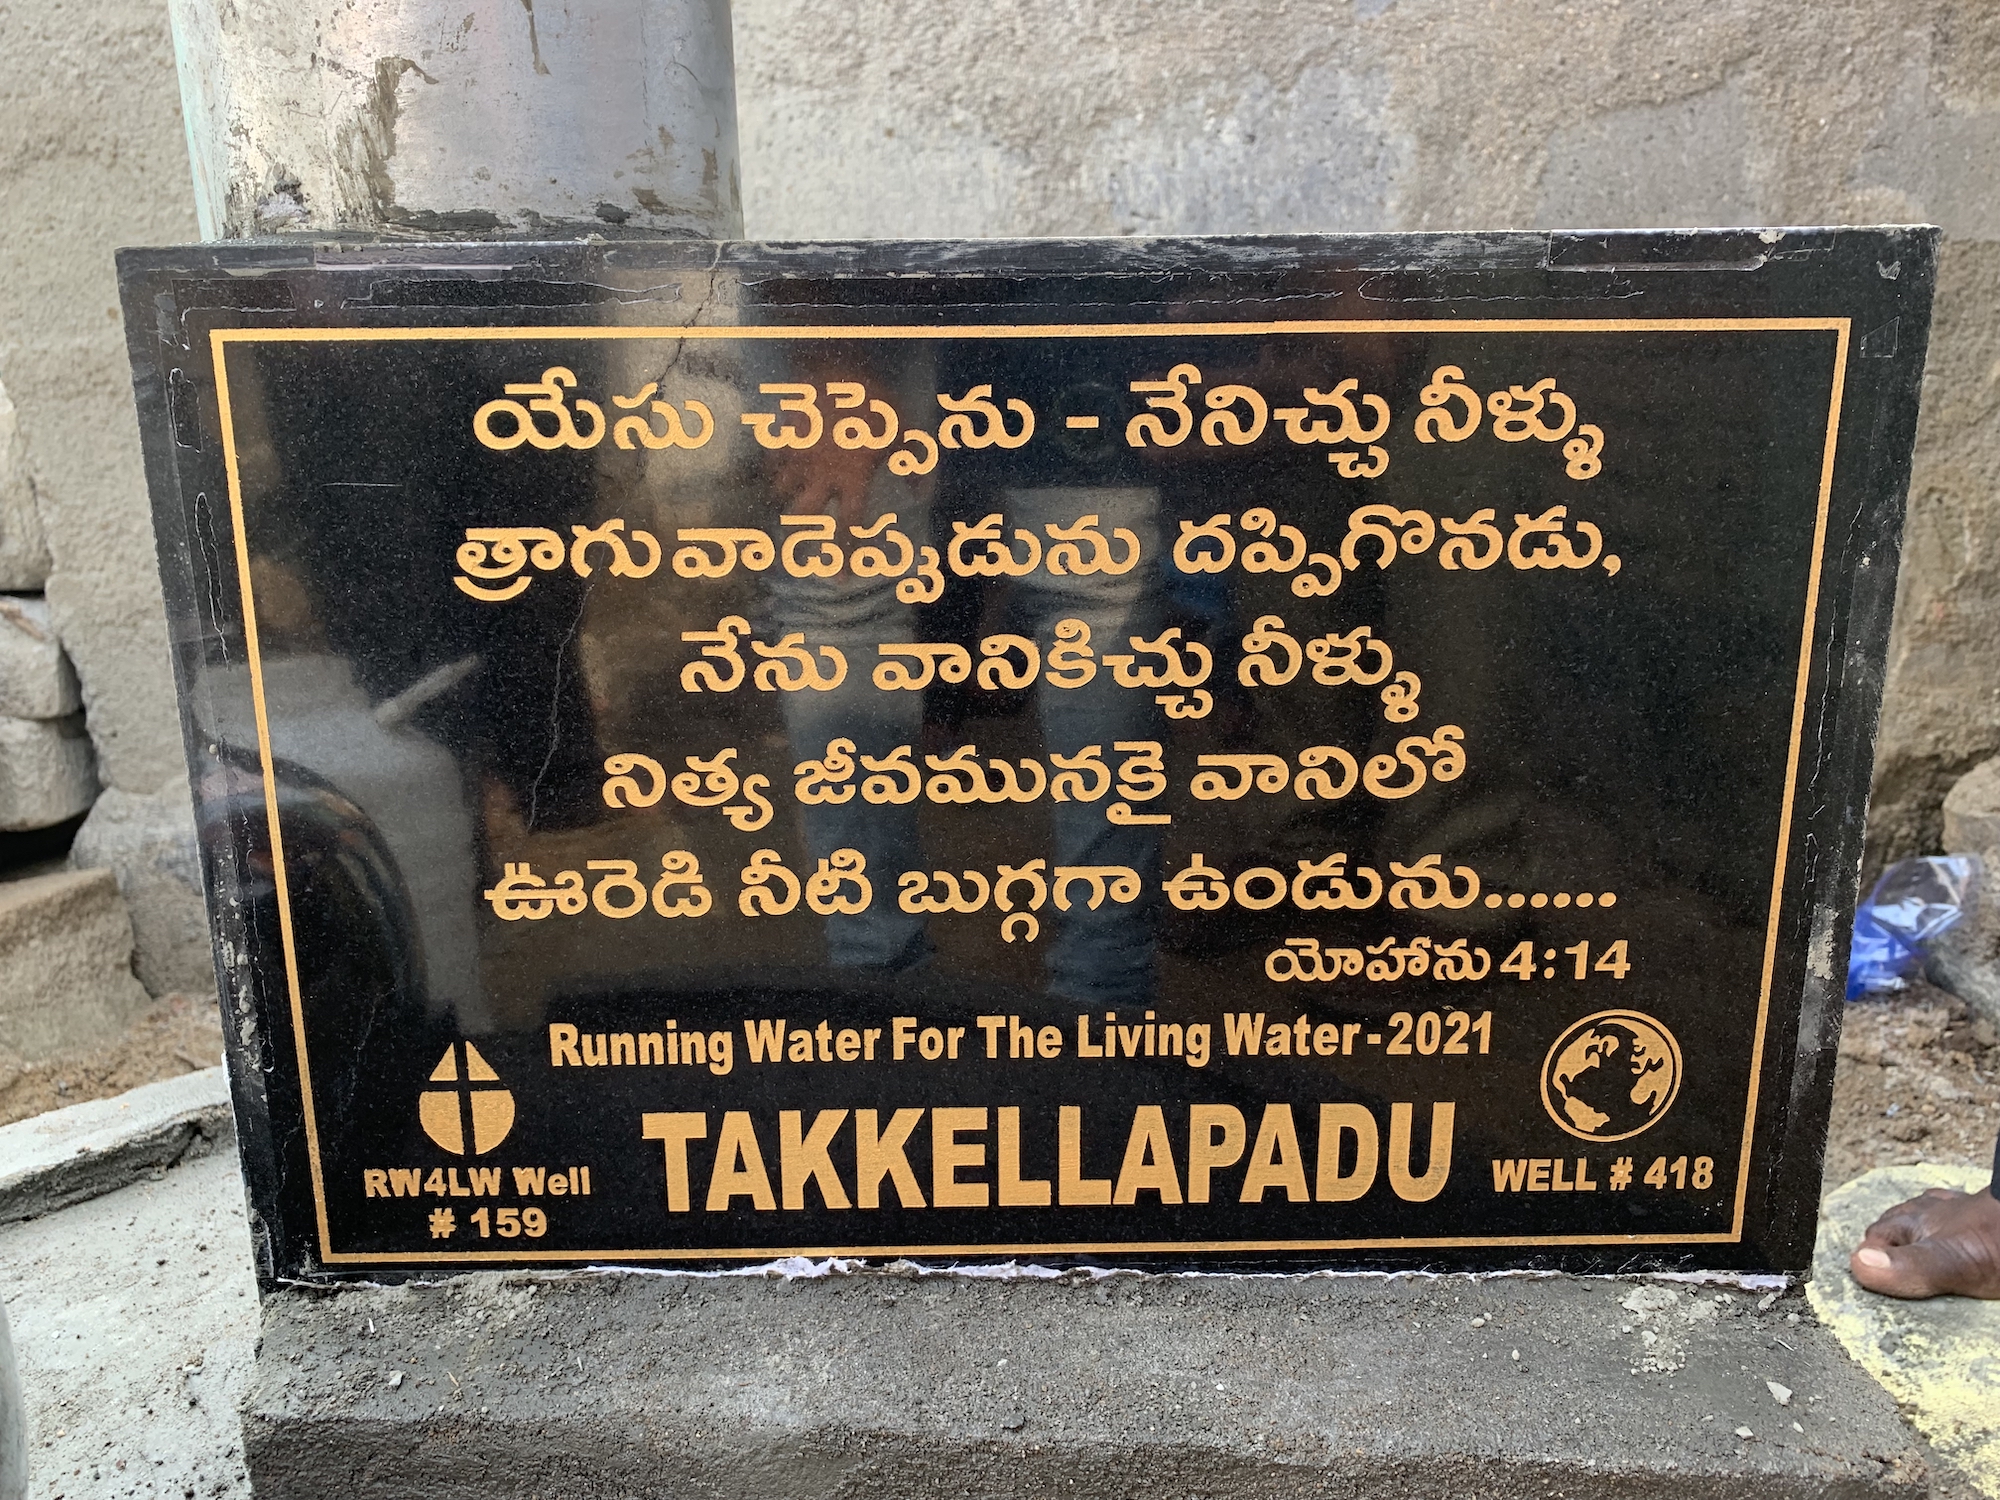 యేసు చెప్పెను - నేనిచ్చు నీళ్ళు
త్రాగువాడెప్పుడును దప్పిగొనడు,
నేను వానికిచ్చు నీళ్ళు
నిత్య జీవమునకై వానిలో
ఊరెడి నీటి బుగ్గగా ఉండును......
యోహాను 4:14
Running Water For The Living Water-2021
TAKKELLAPADU
RW4LW Well
# 159
WELL # 418